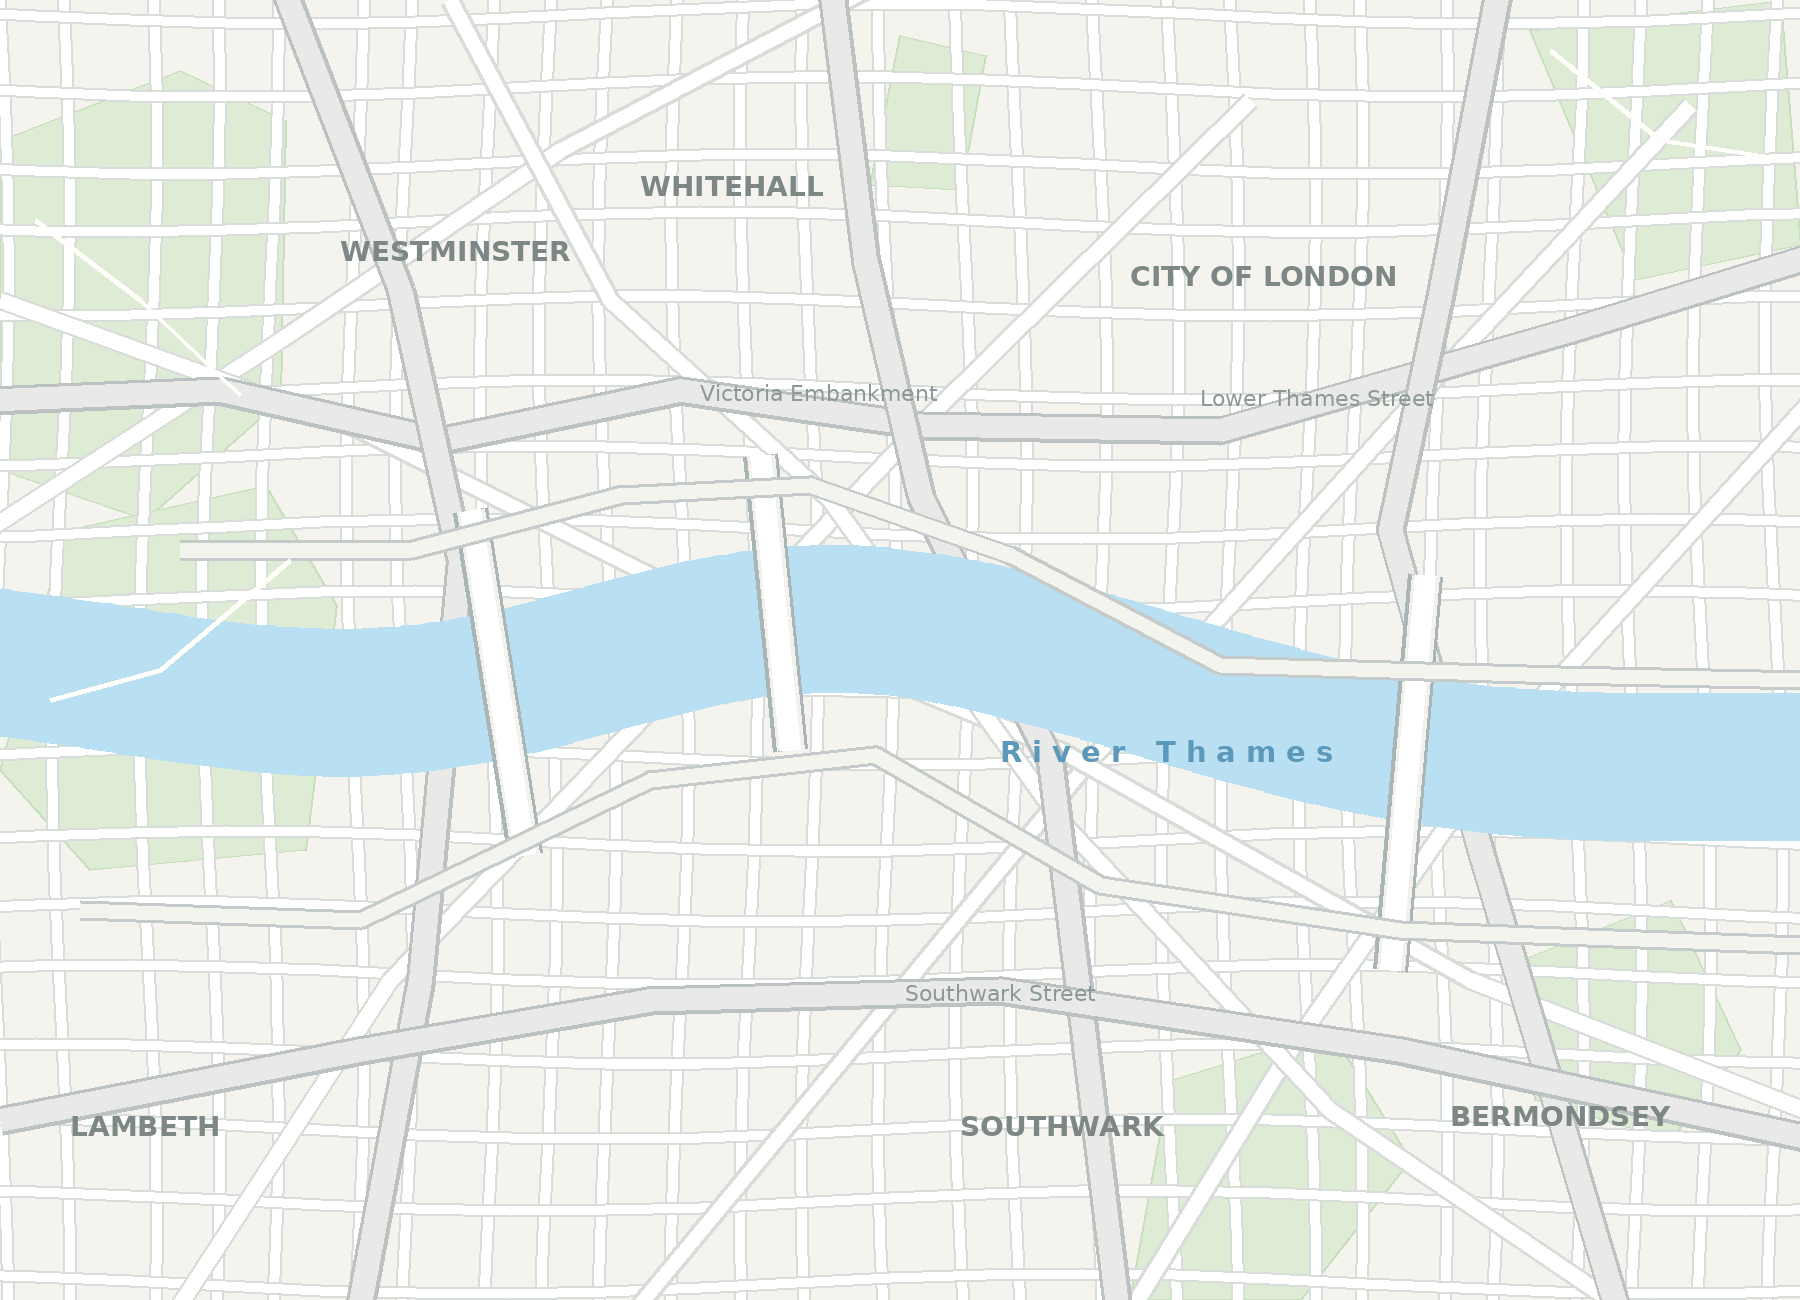 WHITEHALL
WESTMINSTER
CITY OF LONDON
Victoria Embankment
Lower Thames Street
River Thames
Southwark Street
LAMBETH
SOUTHWARK
BERMONDSEY